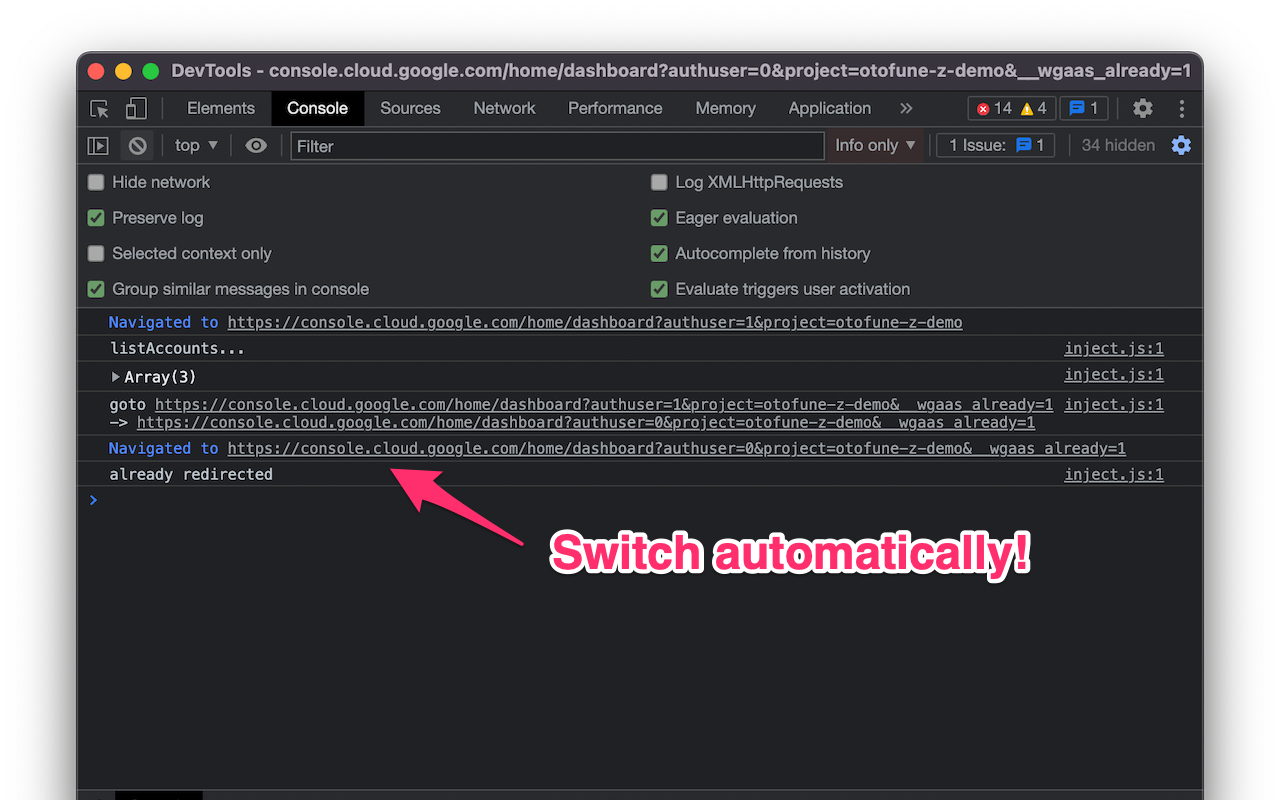 DevTools - console.cloud.google.com/home/dashboard?authuser=0&project=otofune-z-demo&__wgaas_already=1
Elements Console Sources Network Performance Memory Application » 14 4 1
top ▼ Filter Info only ▼ 1 Issue: 1 34 hidden
Hide network Log XMLHttpRequests
Preserve log Eager evaluation
Selected context only Autocomplete from history
Group similar messages in console Evaluate triggers user activation
Navigated to https://console.cloud.google.com/home/dashboard?authuser=1&project=otofune-z-demo
listAccounts... inject.js:1
Array(3) inject.js:1
goto https://console.cloud.google.com/home/dashboard?authuser=1&project=otofune-z-demo&__wgaas_already=1 inject.js:1
-> https://console.cloud.google.com/home/dashboard?authuser=0&project=otofune-z-demo&__wgaas_already=1
Navigated to https://console.cloud.google.com/home/dashboard?authuser=0&project=otofune-z-demo&__wgaas_already=1
already redirected inject.js:1
>
Switch automatically!